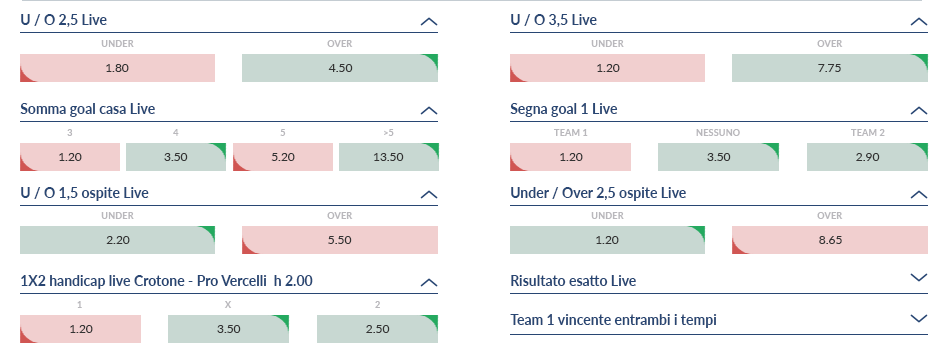 U / O 2,5 Live
UNDER OVER
1.80 4.50
Somma goal casa Live
3 4 5 >5
1.20 3.50 5.20 13.50
U / O 1,5 ospite Live
UNDER OVER
2.20 5.50
1X2 handicap live Crotone - Pro Vercelli h 2.00
1 X 2
1.20 3.50 2.50
U / O 3,5 Live
UNDER OVER
1.20 7.75
Segna goal 1 Live
TEAM 1 NESSUNO TEAM 2
1.20 3.50 2.90
Under / Over 2,5 ospite Live
UNDER OVER
1.20 8.65
Risultato esatto Live
Team 1 vincente entrambi i tempi